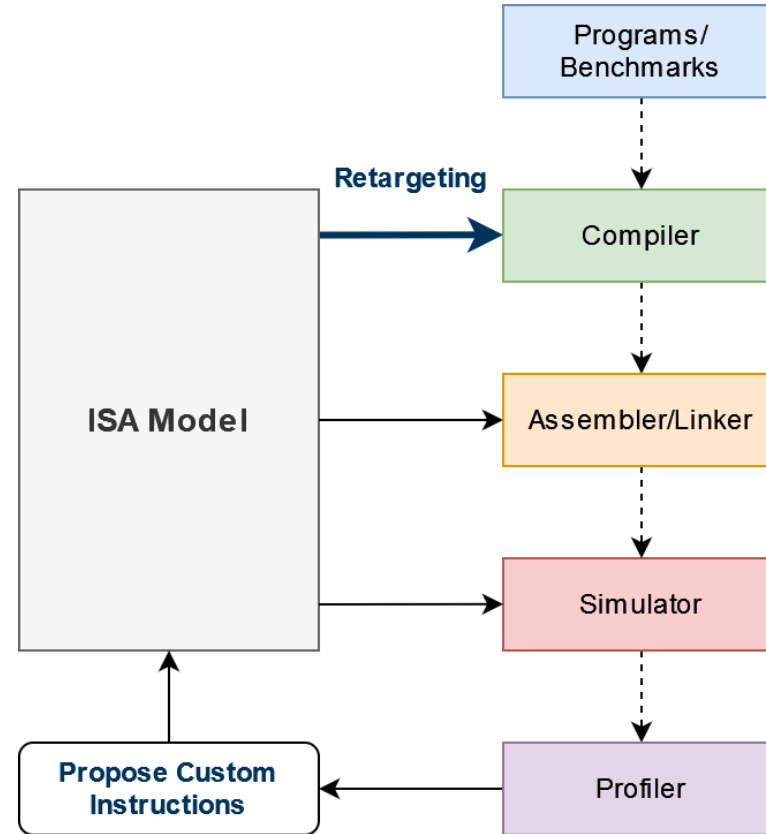 Programs/
Benchmarks
Retargeting
Compiler
ISA Model
Assembler/Linker
Simulator
Propose Custom
Instructions
Profiler